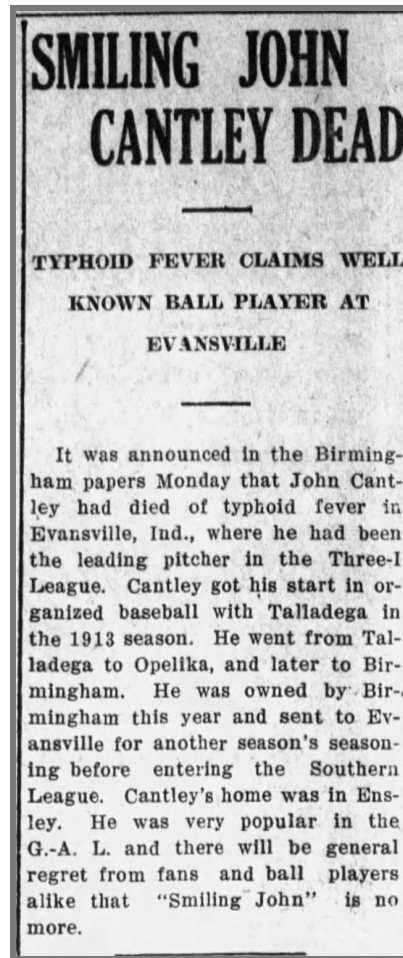 SMILING JOHN
CANTLEY DEAD
TYPHOID FEVER CLAIMS WELL
KNOWN BALL PLAYER AT
EVANSVILLE
It was announced in the Birming-
ham papers Monday that John Cant-
ley had died of typhoid fever in
Evansville, Ind., where he had been
the leading pitcher in the Three-I
League. Cantley got his start in or-
ganized baseball with Talladega in
the 1913 season. He went from Tal-
ladega to Opelika, and later to Bir-
mingham. He was owned by Bir-
mingham this year and sent to Ev-
ansville for another season's season-
ing before entering the Southern
League. Cantley's home was in Ens-
ley. He was very popular in the
G.-A. L. and there will be general
regret from fans and ball players
alike that "Smiling John" is no
more.